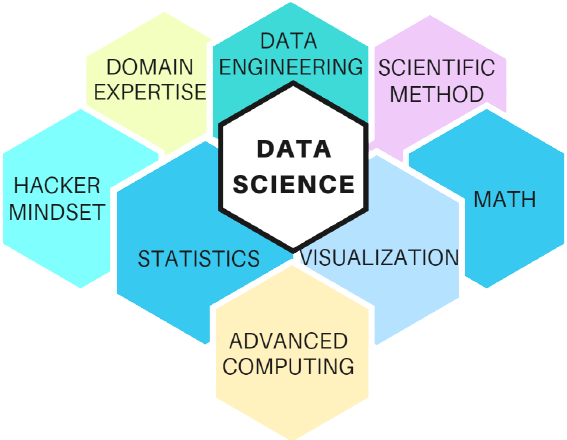 DATA
ENGINEERING
DOMAIN
EXPERTISE
SCIENTIFIC
METHOD
DATA
SCIENCE
HACKER
MINDSET
MATH
STATISTICS
VISUALIZATION
ADVANCED
COMPUTING